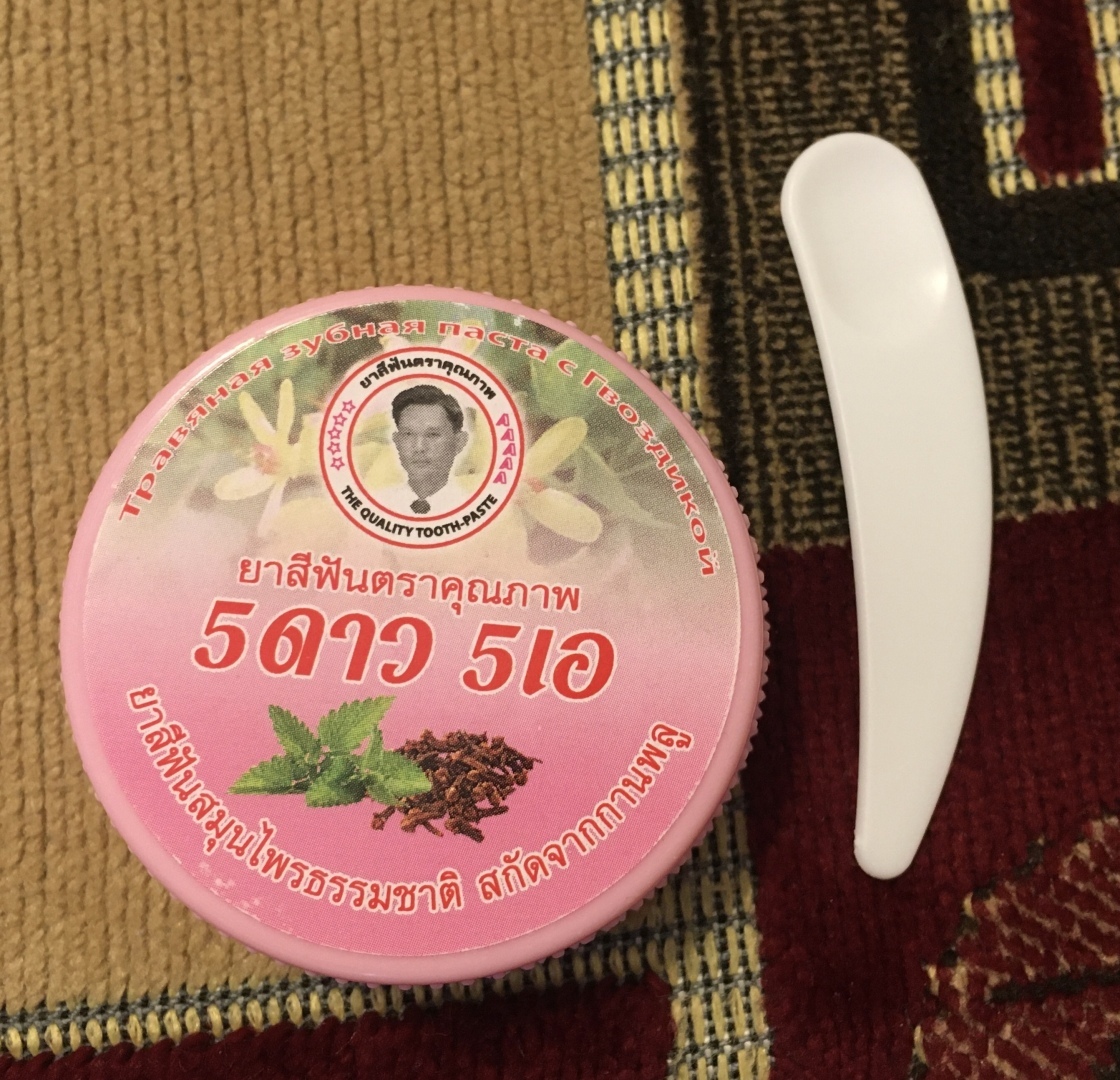 Травяная зубная паста с Гвоздикой
ยาสีฟันตราคุณภาพ
AAAAA
THE QUALITY TOOTH-PASTE
ยาสีฟันตราคุณภาพ
5ดาว 5เอ
ยาสีฟันสมุนไพรธรรมชาติ สกัดจากกานพลู